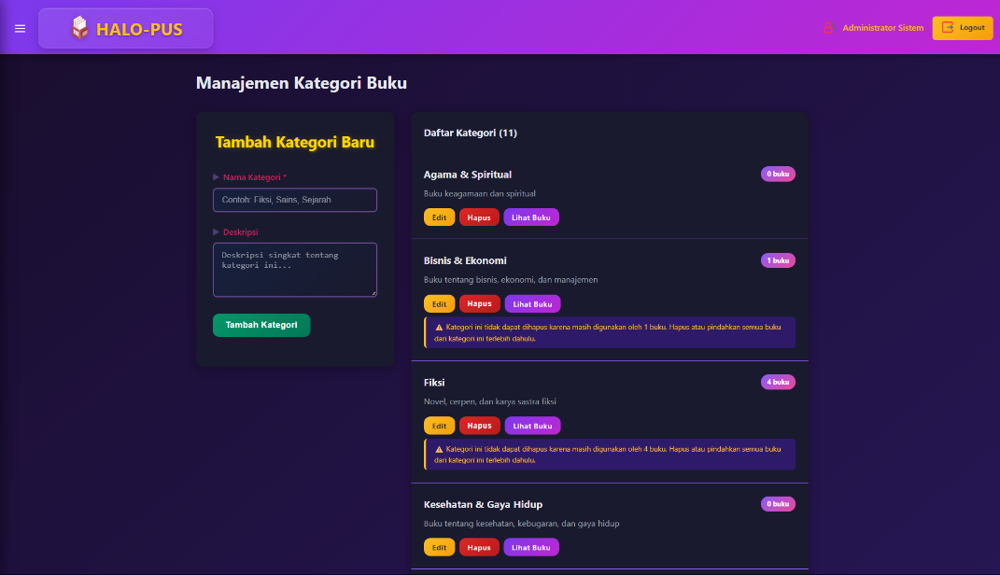 HALO-PUS
Administrator Sistem
Logout
Manajemen Kategori Buku
Tambah Kategori Baru
Nama Kategori *
Contoh: Fiksi, Sains, Sejarah
Deskripsi
Deskripsi singkat tentang
kategori ini...
Tambah Kategori
Daftar Kategori (11)
Agama & Spiritual
0 buku
Buku keagamaan dan spiritual
Edit Hapus Lihat Buku
Bisnis & Ekonomi
1 buku
Buku tentang bisnis, ekonomi, dan manajemen
Edit Hapus Lihat Buku
Kategori ini tidak dapat dihapus karena masih digunakan oleh 1 buku. Hapus atau pindahkan semua buku
dari kategori ini terlebih dahulu.
Fiksi
4 buku
Novel, cerpen, dan karya sastra fiksi
Edit Hapus Lihat Buku
Kategori ini tidak dapat dihapus karena masih digunakan oleh 4 buku. Hapus atau pindahkan semua buku
dari kategori ini terlebih dahulu.
Kesehatan & Gaya Hidup
0 buku
Buku tentang kesehatan, kebugaran, dan gaya hidup
Edit Hapus Lihat Buku